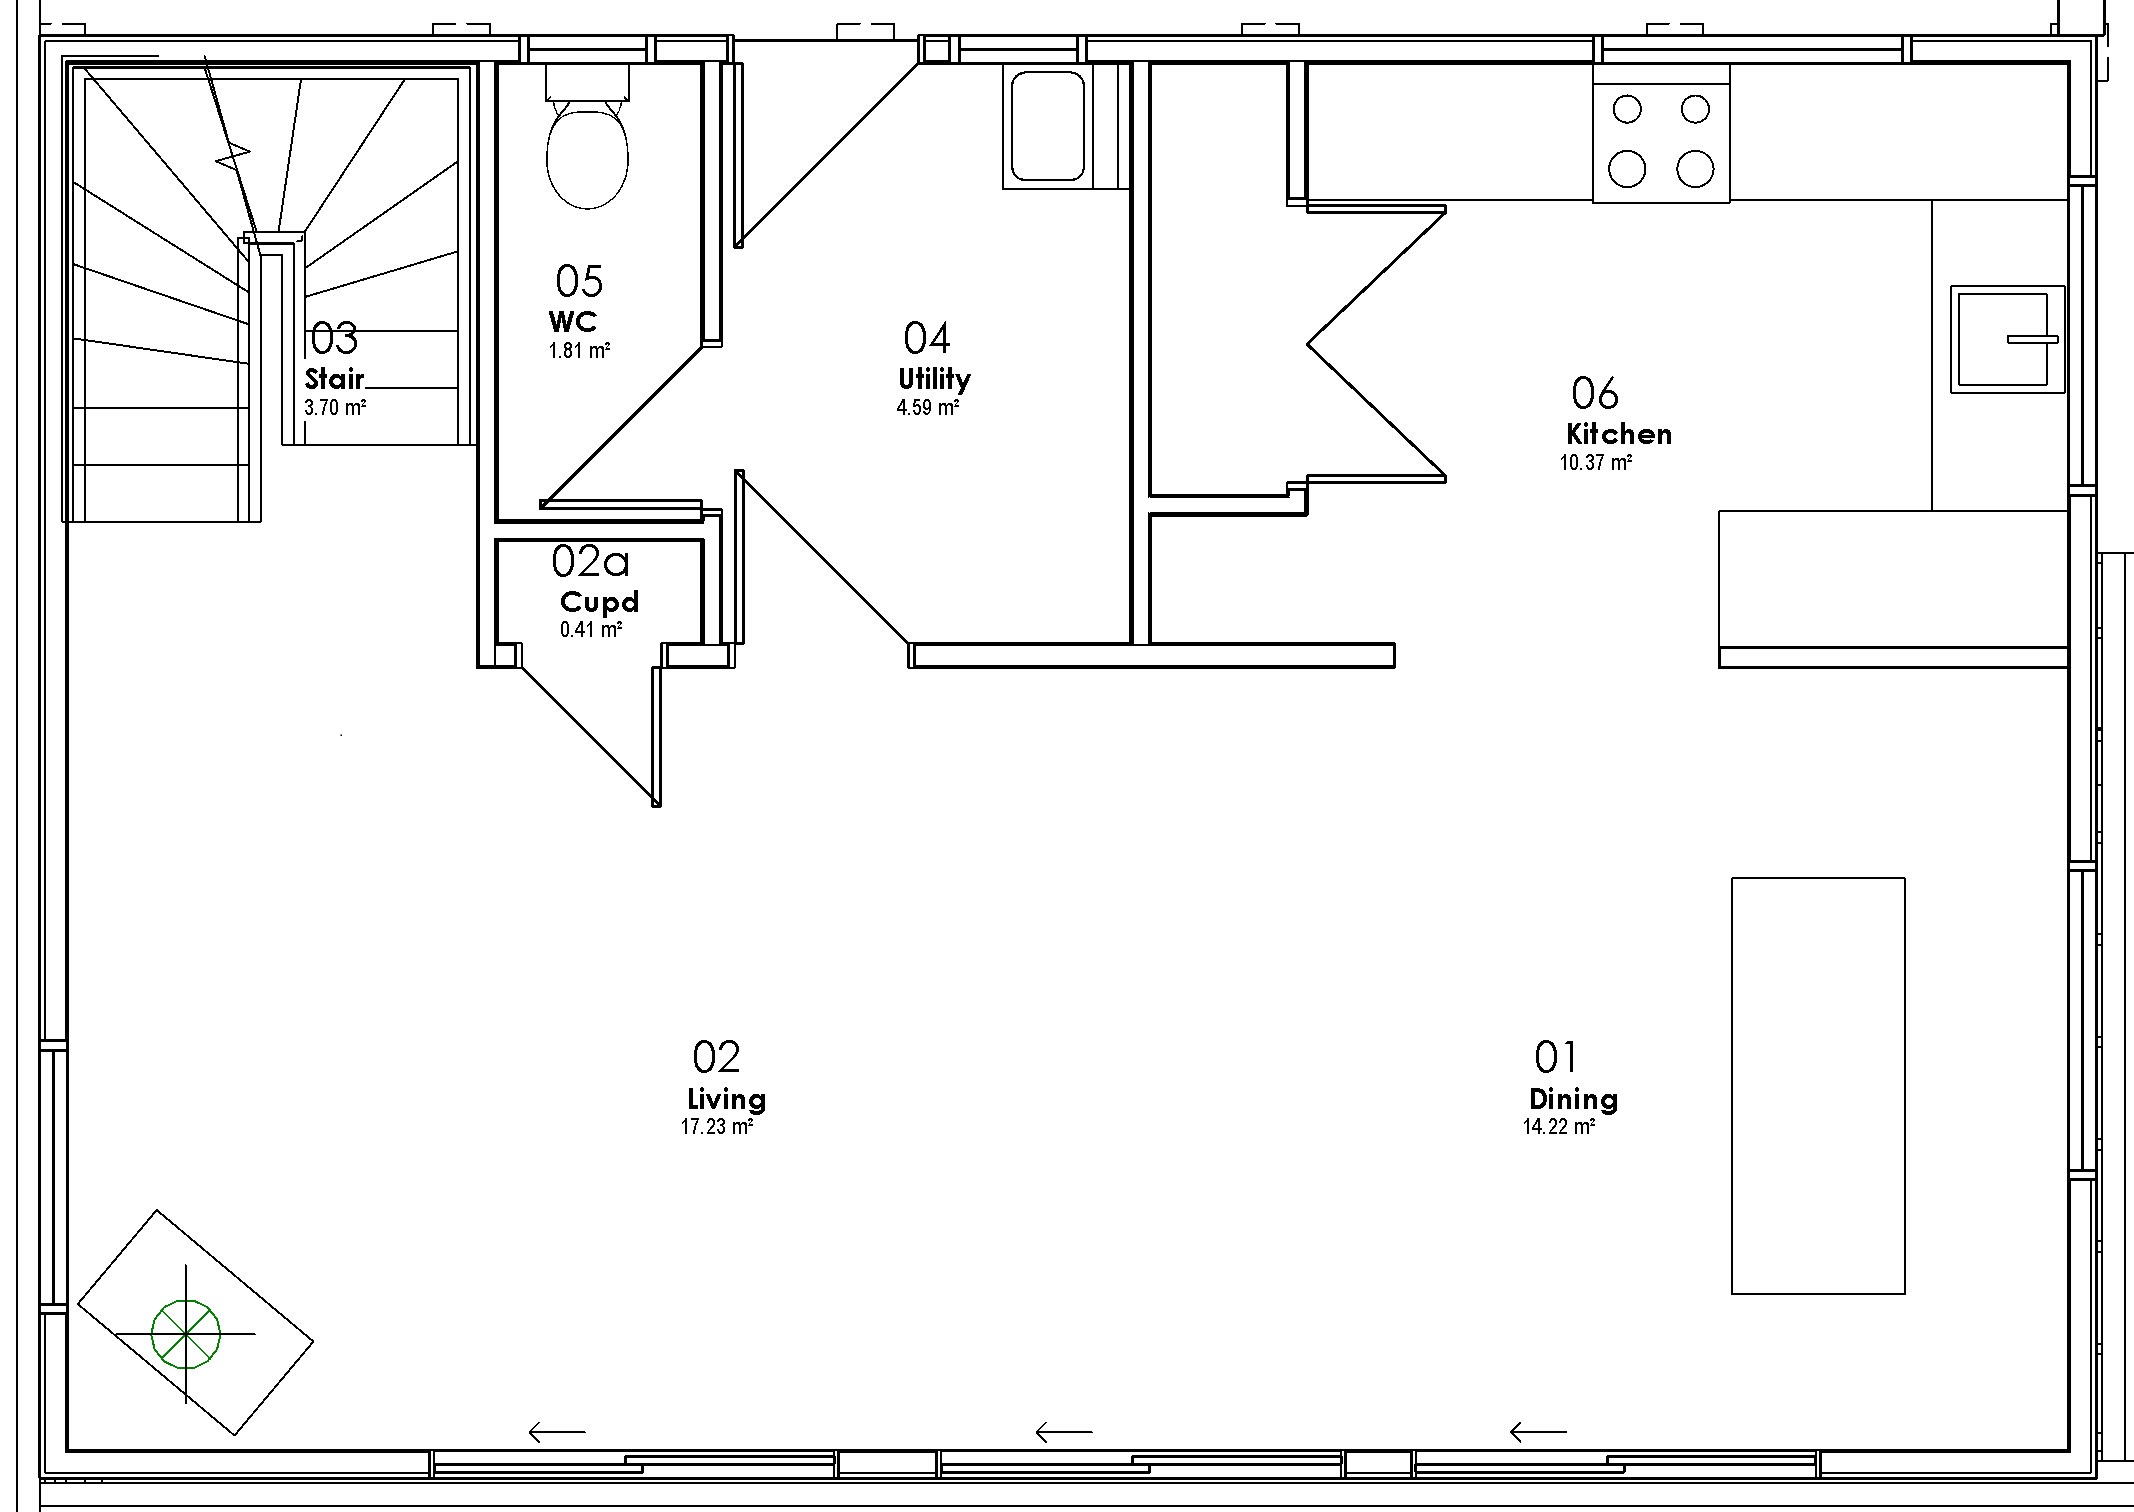 05
WC
1.81 m²
03
Stair
3.70 m²
04
Utility
4.59 m²
06
Kitchen
10.37 m²
02a
Cupd
0.41 m²
02
Living
17.23 m²
01
Dining
14.22 m²